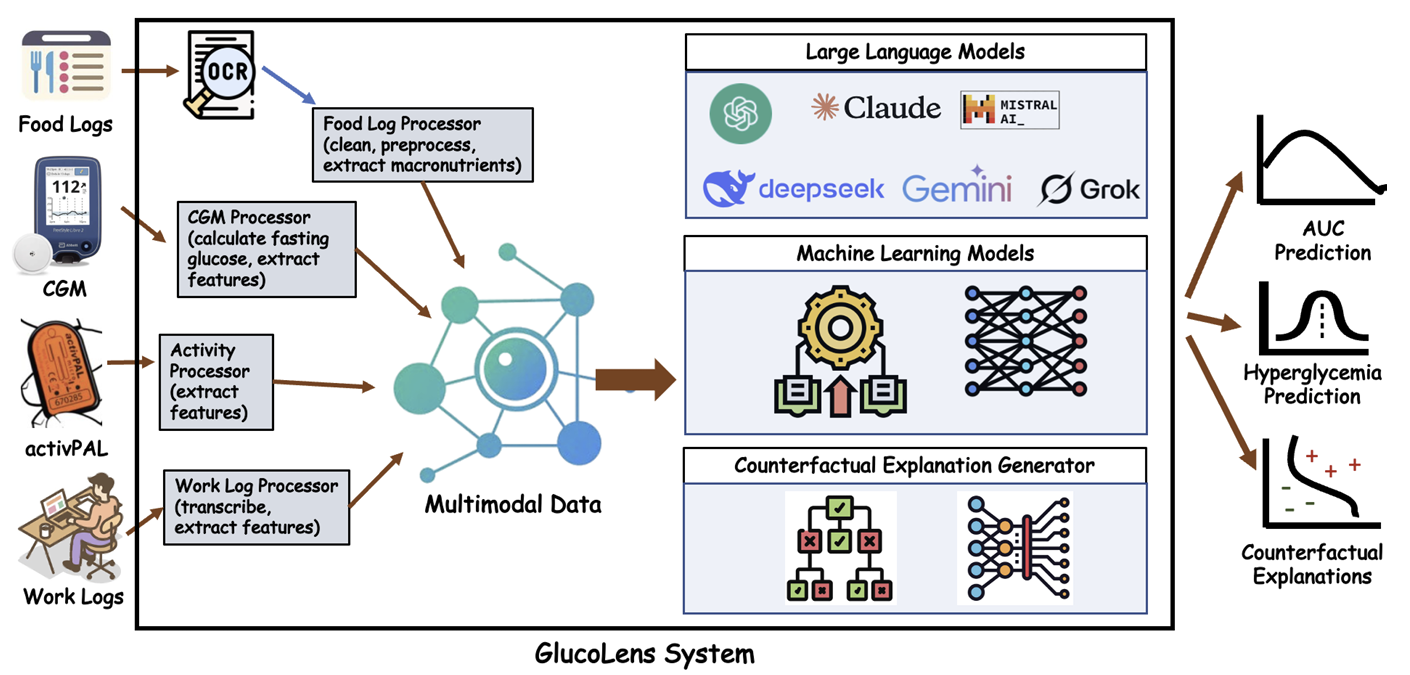 Food Logs
OCR
Food Log Processor
(clean, preprocess,
extract macronutrients)
112
CGM
CGM Processor
(calculate fasting
glucose, extract
features)
activPAL
670285
activPAL
Activity
Processor
(extract
features)
Work Logs
Work Log Processor
(transcribe,
extract features)
Multimodal Data
Large Language Models
Claude
MISTRAL
AI_
deepseek
Gemini
Grok
Machine Learning Models
Counterfactual Explanation Generator
AUC
Prediction
Hyperglycemia
Prediction
Counterfactual
Explanations
GlucoLens System